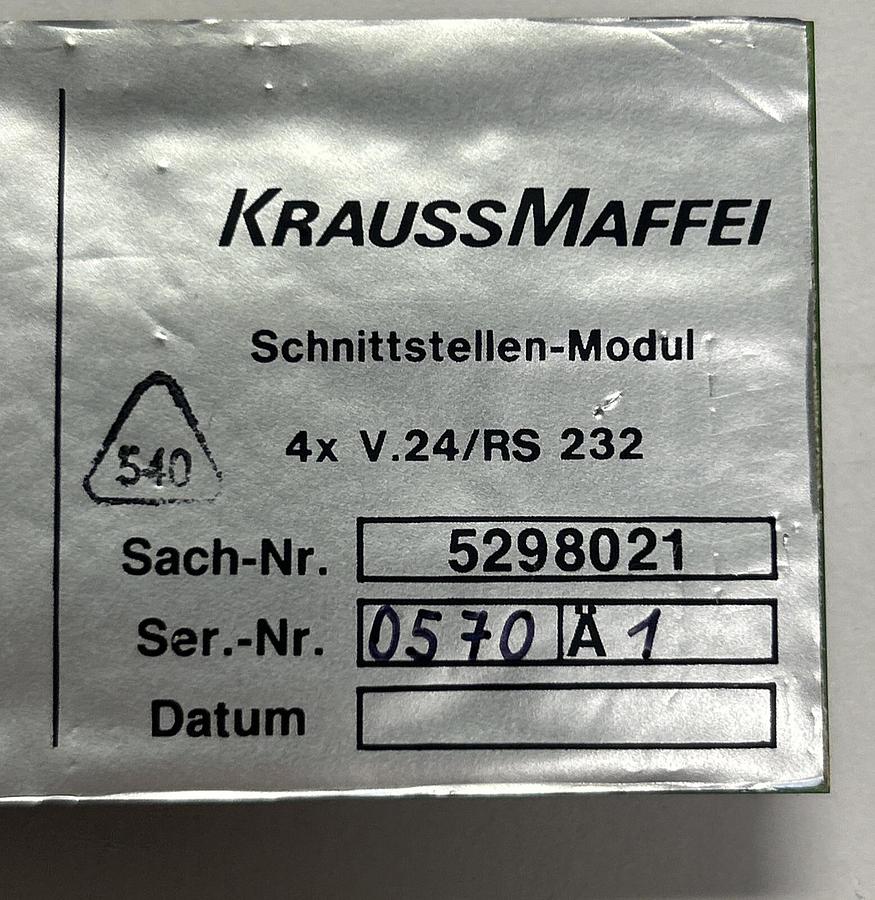 KRAUSSMAFFEI
Schnittstellen-Modul
4x V.24/RS 232
540
Sach-Nr. 5298021
Ser.-Nr. 0570 Ä 1
Datum